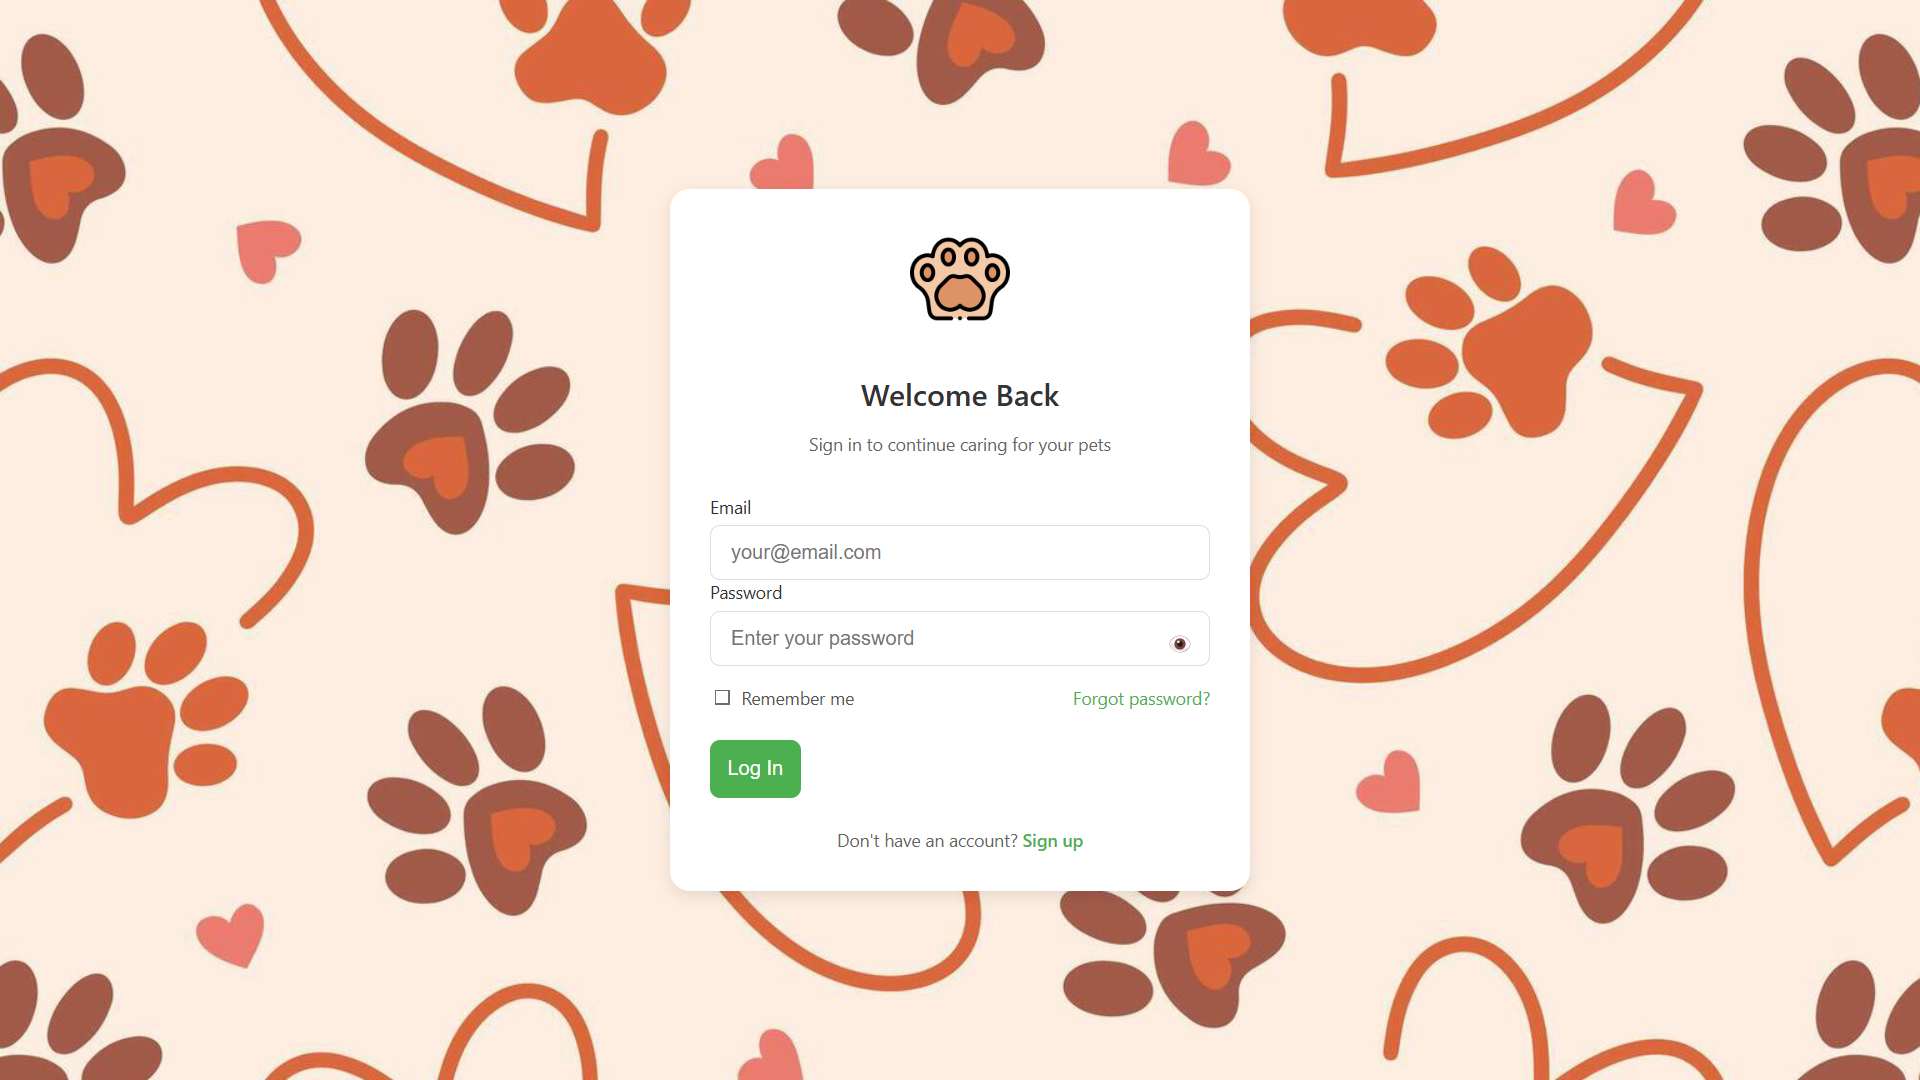 Welcome Back
Sign in to continue caring for your pets
Email
your@email.com
Password
Enter your password
Remember me
Forgot password?
Log In
Don't have an account? Sign up